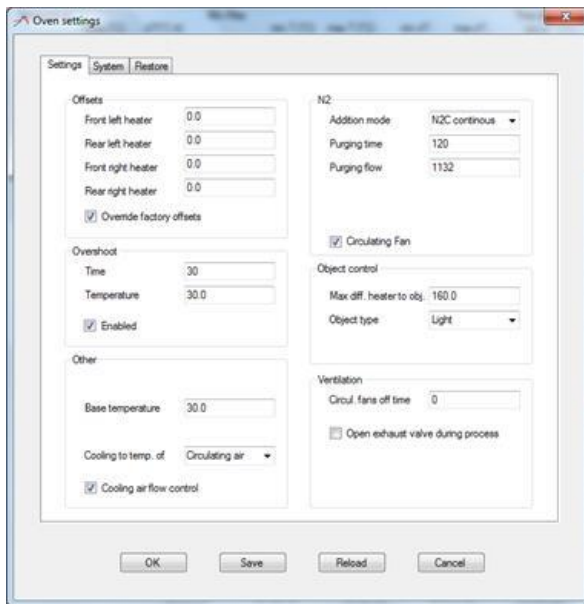 Oven settings
Settings
System
Restore
Offsets
Front left heater 0.0
Rear left heater 0.0
Front right heater 0.0
Rear right heater 0.0
Override factory offsets
Overshoot
Time 30
Temperature 30.0
Enabled
Other
Base temperature 30.0
Cooling to temp. of Circulating air
Cooling air flow control
N2
Addition mode N2C continous
Purging time 120
Purging flow 1132
Circulating Fan
Object control
Max diff. heater to obj. 160.0
Object type Light
Ventilation
Circul. fans off time 0
Open exhaust valve during process
OK
Save
Reload
Cancel